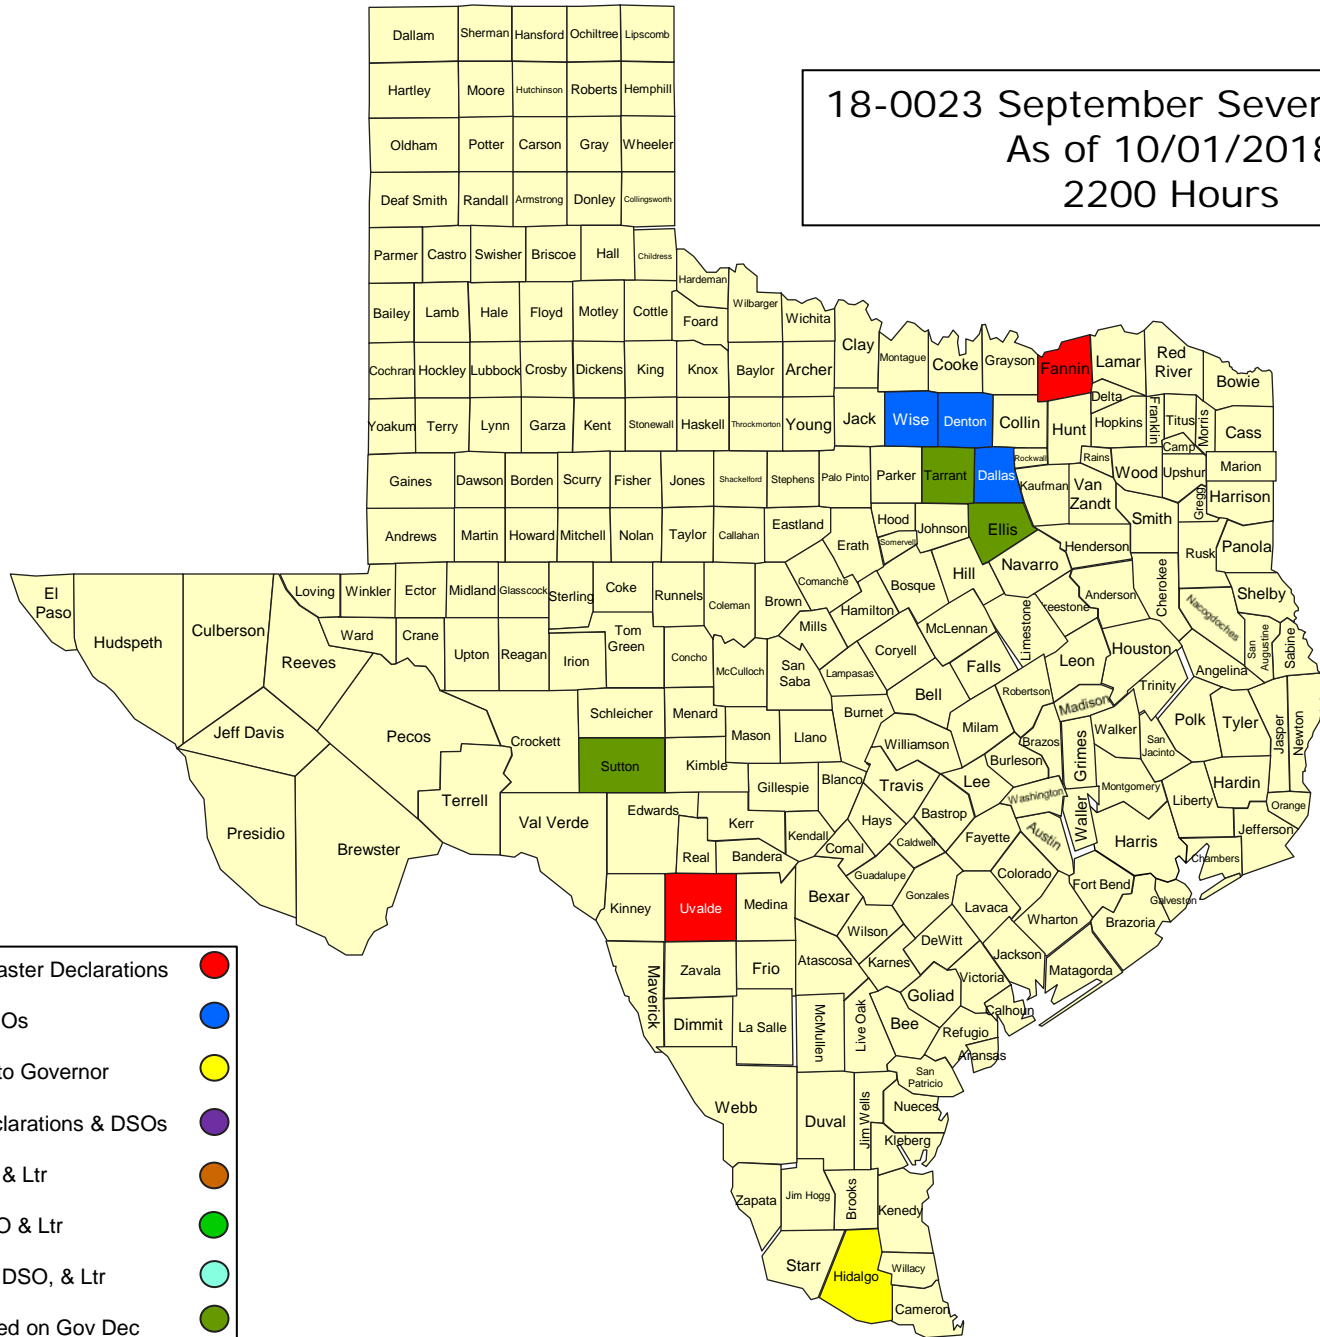 Dallam Sherman Hansford Ochiltree Lipscomb
Hartley Moore Hutchinson Roberts Hemphill
18-0023 September Sever
As of 10/01/2018
2200 Hours
Oldham Potter Carson Gray Wheeler
Deaf Smith Randall Armstrong Donley Collingsworth
Parmer Castro Swisher Briscoe Hall Childress
Hardeman
Bailey Lamb Hale Floyd Motley Cottle Foard Wilbarger Wichita
Clay Montague Cooke Grayson Fannin Lamar Red
River Bowie
Cochran Hockley Lubbock Crosby Dickens King Knox Baylor Archer
Delta
Yoakum Terry Lynn Garza Kent Stonewall Haskell Throckmorton Young Jack Wise Denton Collin Hunt Hopkins Franklin Titus Morris Cass
Camp
Rockwall Rains
Gaines Dawson Borden Scurry Fisher Jones Shackelford Stephens Palo Pinto Parker Tarrant Dallas Kaufman Van
Zandt Wood Upshur Marion
Gregg Harrison
Andrews Martin Howard Mitchell Nolan Taylor Callahan Eastland Erath Hood Somervell Johnson Ellis Henderson Smith Rusk Panola
El
Paso Hudspeth Culberson Loving Winkler Ector Midland Glasscock Sterling Coke Runnels Coleman Brown Comanche Hamilton Bosque Hill Navarro Anderson Cherokee Shelby
Reeves Ward Crane Upton Reagan Irion Tom
Green Concho McCulloch San
Saba Mills Lampasas Coryell McLennan Limestone reestone Leon Houston Nacogdoches San
Augustine Sabine
Falls Bell Robertson Madison Trinity Angelina
Jeff Davis Pecos Crockett Schleicher Menard Mason Llano Burnet Williamson Milam Brazos Grimes Walker San
Jacinto Polk Tyler Jasper Newton
Terrell Sutton Kimble Gillespie Blanco Travis Lee Burleson Washington Waller Montgomery Liberty Hardin Orange
Presidio Brewster Val Verde Edwards Kerr Kendall Hays Bastrop Caldwell Fayette Austin Harris Jefferson
Real Bandera Comal Guadalupe Gonzales Colorado Fort Bend Chambers
Kinney Uvalde Medina Bexar Wilson Lavaca Wharton Brazoria Galveston
Maverick Zavala Frio Atascosa Karnes DeWitt Jackson Matagorda
Victoria Goliad Calhoun
Dimmit La Salle McMullen Live Oak Bee Refugio Aransas
San
Patricio
Webb Duval Jim Wells Nueces
Kleberg
Zapata Jim Hogg Brooks Kenedy
Starr Hidalgo Willacy
Cameron
aster Declarations
Os
to Governor
clarations & DSOs
& Ltr
O & Ltr
DSO, & Ltr
ed on Gov Dec